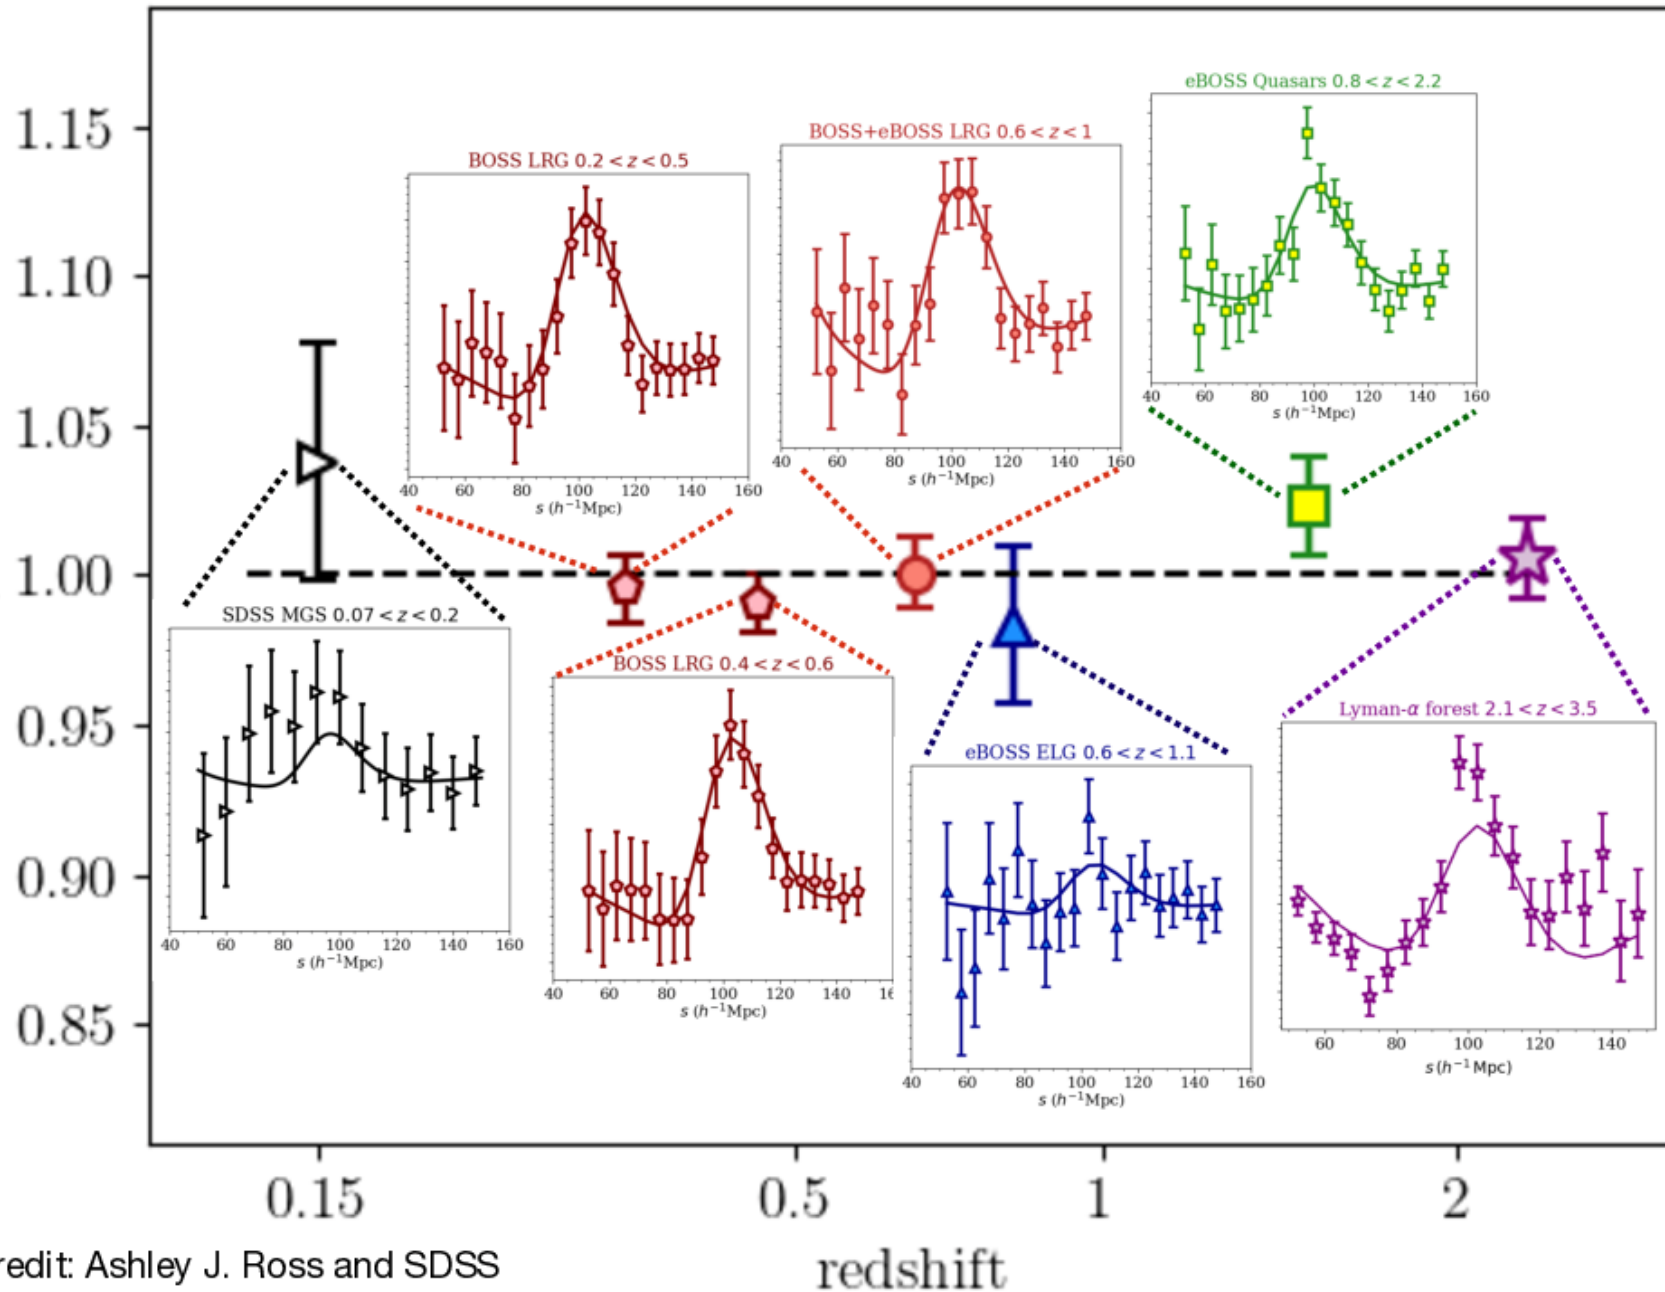 eBOSS Quasars 0.8 < z < 2.2
40 60 80 100 120 140 160
s (h⁻¹Mpc)
BOSS+eBOSS LRG 0.6 < z < 1
40 60 80 100 120 140 160
s (h⁻¹Mpc)
BOSS LRG 0.2 < z < 0.5
40 60 80 100 120 140 160
s (h⁻¹Mpc)
1.15
1.10
1.05
1.00
0.95
0.90
0.85
SDSS MGS 0.07 < z < 0.2
40 60 80 100 120 140 160
s (h⁻¹Mpc)
BOSS LRG 0.4 < z < 0.6
40 60 80 100 120 140 16
s (h⁻¹Mpc)
eBOSS ELG 0.6 < z < 1.1
40 60 80 100 120 140 160
s (h⁻¹Mpc)
Lyman-α forest 2.1 < z < 3.5
60 80 100 120 140
s (h⁻¹Mpc)
0.15 0.5 1 2
redshift
redit: Ashley J. Ross and SDSS